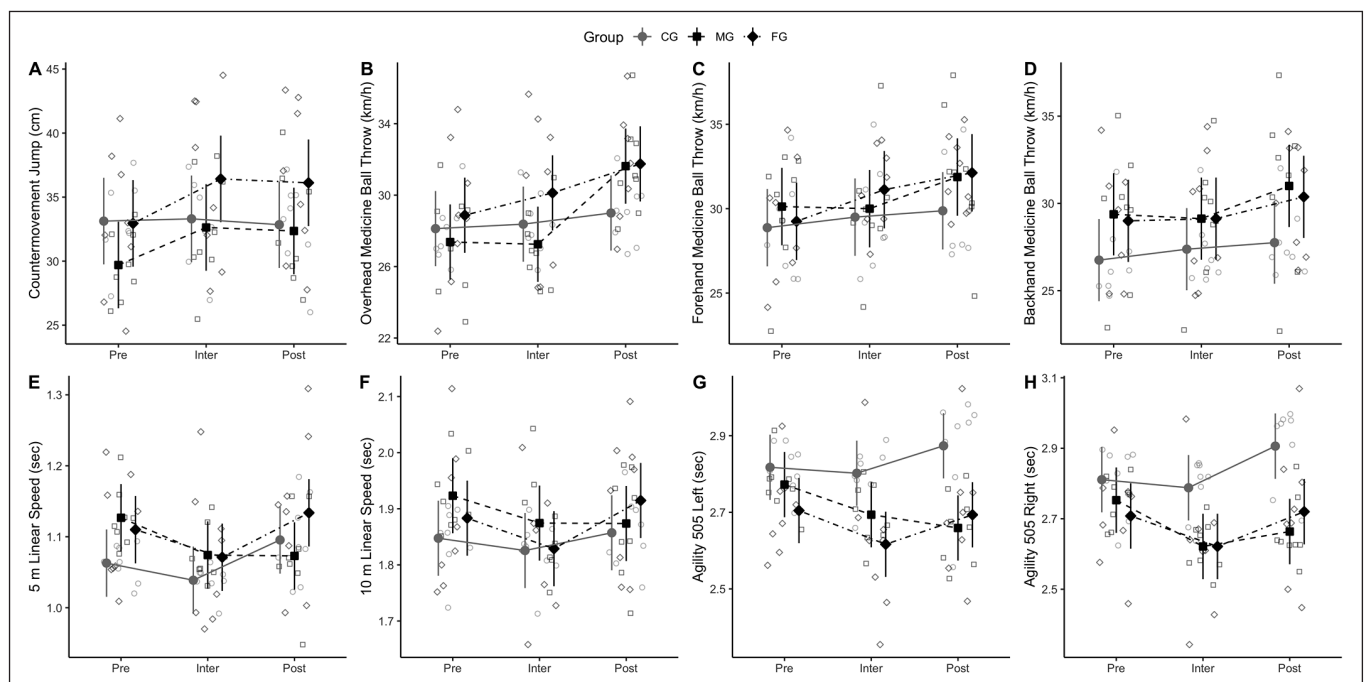 Group CG MG FG
A
Countermovement Jump (cm)
45
40
35
30
25
Pre Inter Post
B
Overhead Medicine Ball Throw (km/h)
34
30
26
22
Pre Inter Post
C
Forehand Medicine Ball Throw (km/h)
35
30
25
Pre Inter Post
D
Backhand Medicine Ball Throw (km/h)
35
30
25
Pre Inter Post
E
5 m Linear Speed (sec)
1.3
1.2
1.1
1.0
Pre Inter Post
F
10 m Linear Speed (sec)
2.1
2.0
1.9
1.8
1.7
Pre Inter Post
G
Agility 505 Left (sec)
2.9
2.7
2.5
Pre Inter Post
H
Agility 505 Right (sec)
3.1
2.9
2.7
2.5
Pre Inter Post